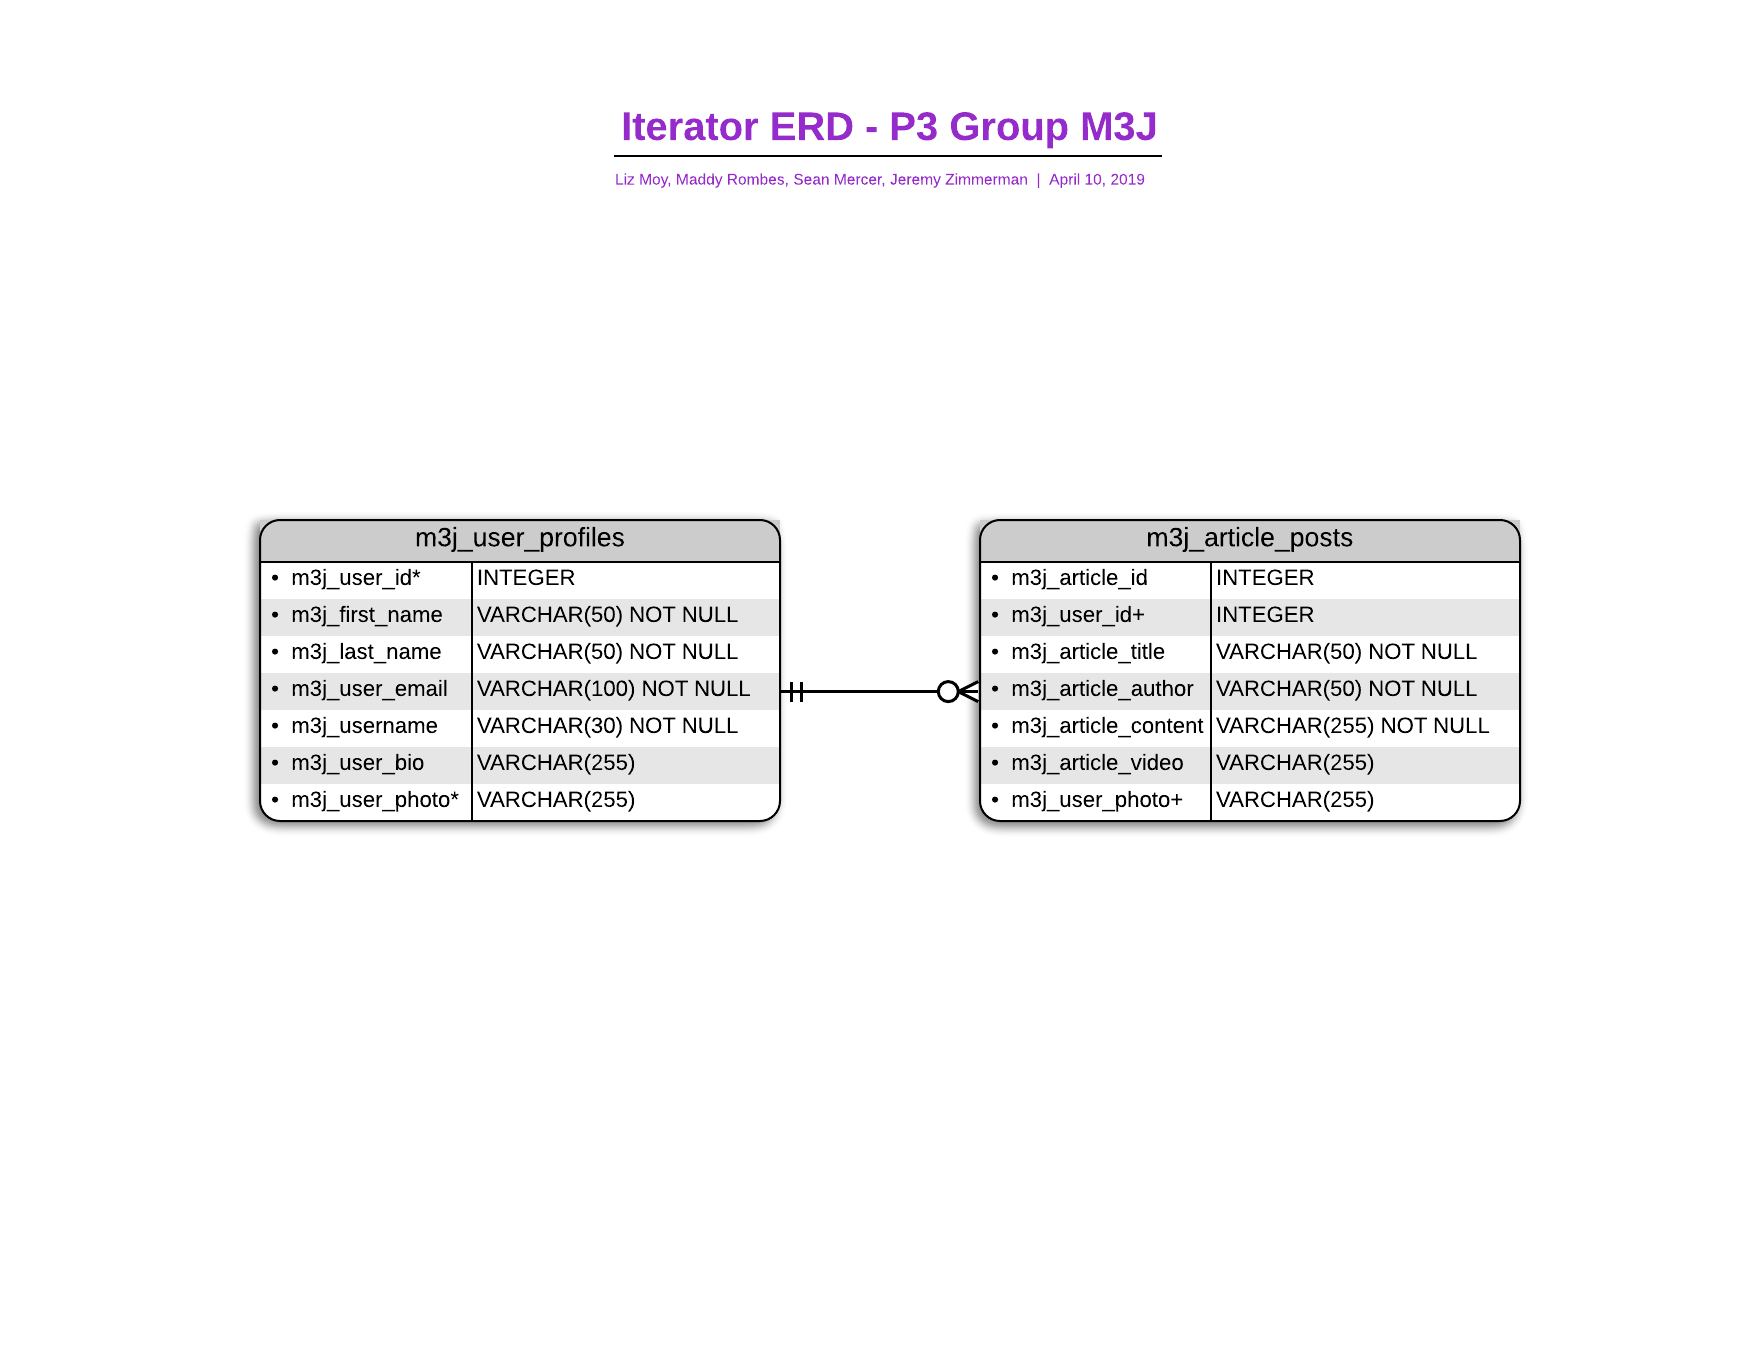 Iterator ERD - P3 Group M3J
Liz Moy, Maddy Rombes, Sean Mercer, Jeremy Zimmerman | April 10, 2019
m3j_user_profiles
• m3j_user_id* INTEGER
• m3j_first_name VARCHAR(50) NOT NULL
• m3j_last_name VARCHAR(50) NOT NULL
• m3j_user_email VARCHAR(100) NOT NULL
• m3j_username VARCHAR(30) NOT NULL
• m3j_user_bio VARCHAR(255)
• m3j_user_photo* VARCHAR(255)
m3j_article_posts
• m3j_article_id INTEGER
• m3j_user_id+ INTEGER
• m3j_article_title VARCHAR(50) NOT NULL
• m3j_article_author VARCHAR(50) NOT NULL
• m3j_article_content VARCHAR(255) NOT NULL
• m3j_article_video VARCHAR(255)
• m3j_user_photo+ VARCHAR(255)